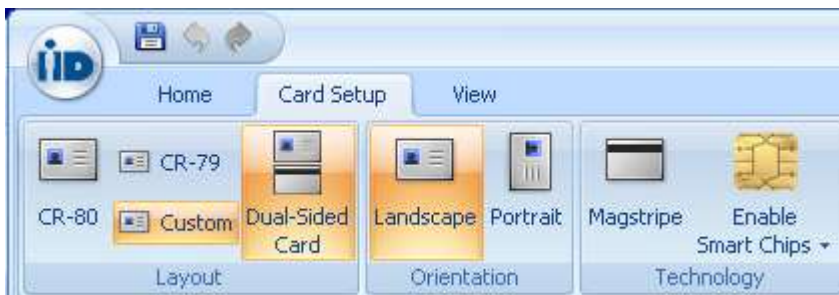 iiD
Home Card Setup View
CR-80
CR-79
Custom
Dual-Sided
Card
Layout
Landscape
Portrait
Orientation
Magstripe
Enable
Smart Chips
Technology